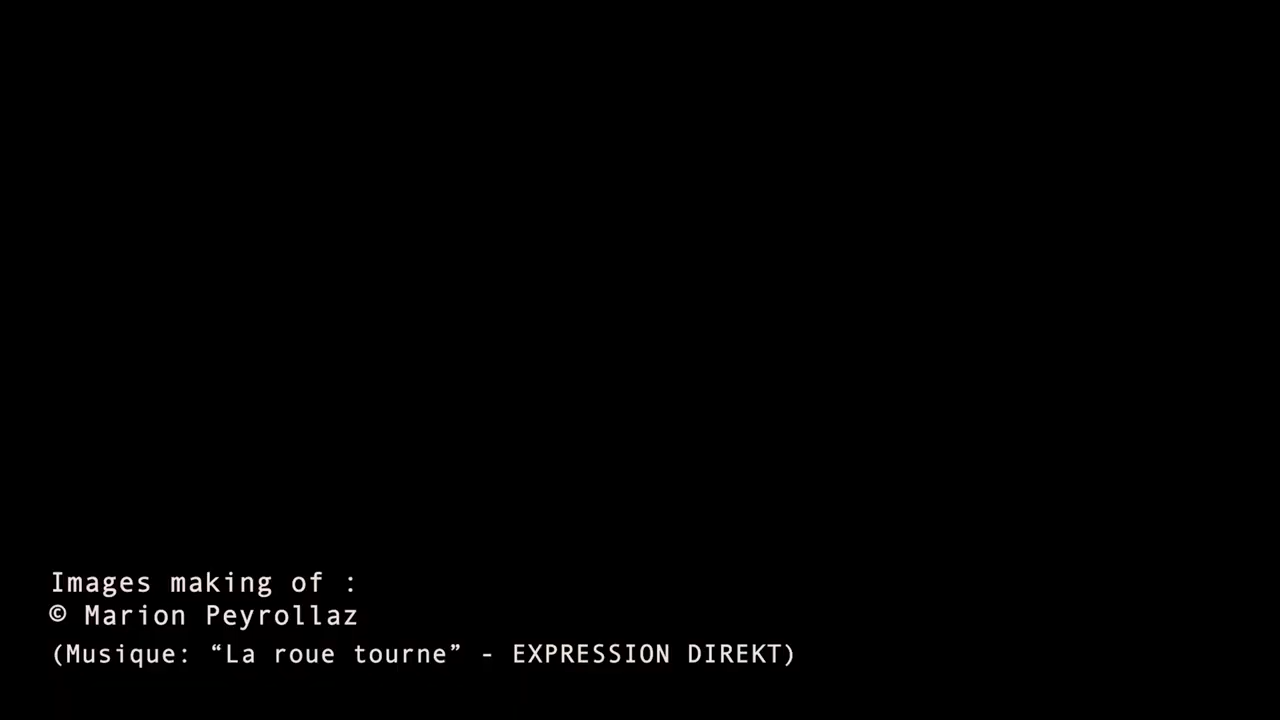 Images making of :
© Marion Peyrollaz
(Musique: “La roue tourne” - EXPRESSION DIREKT)